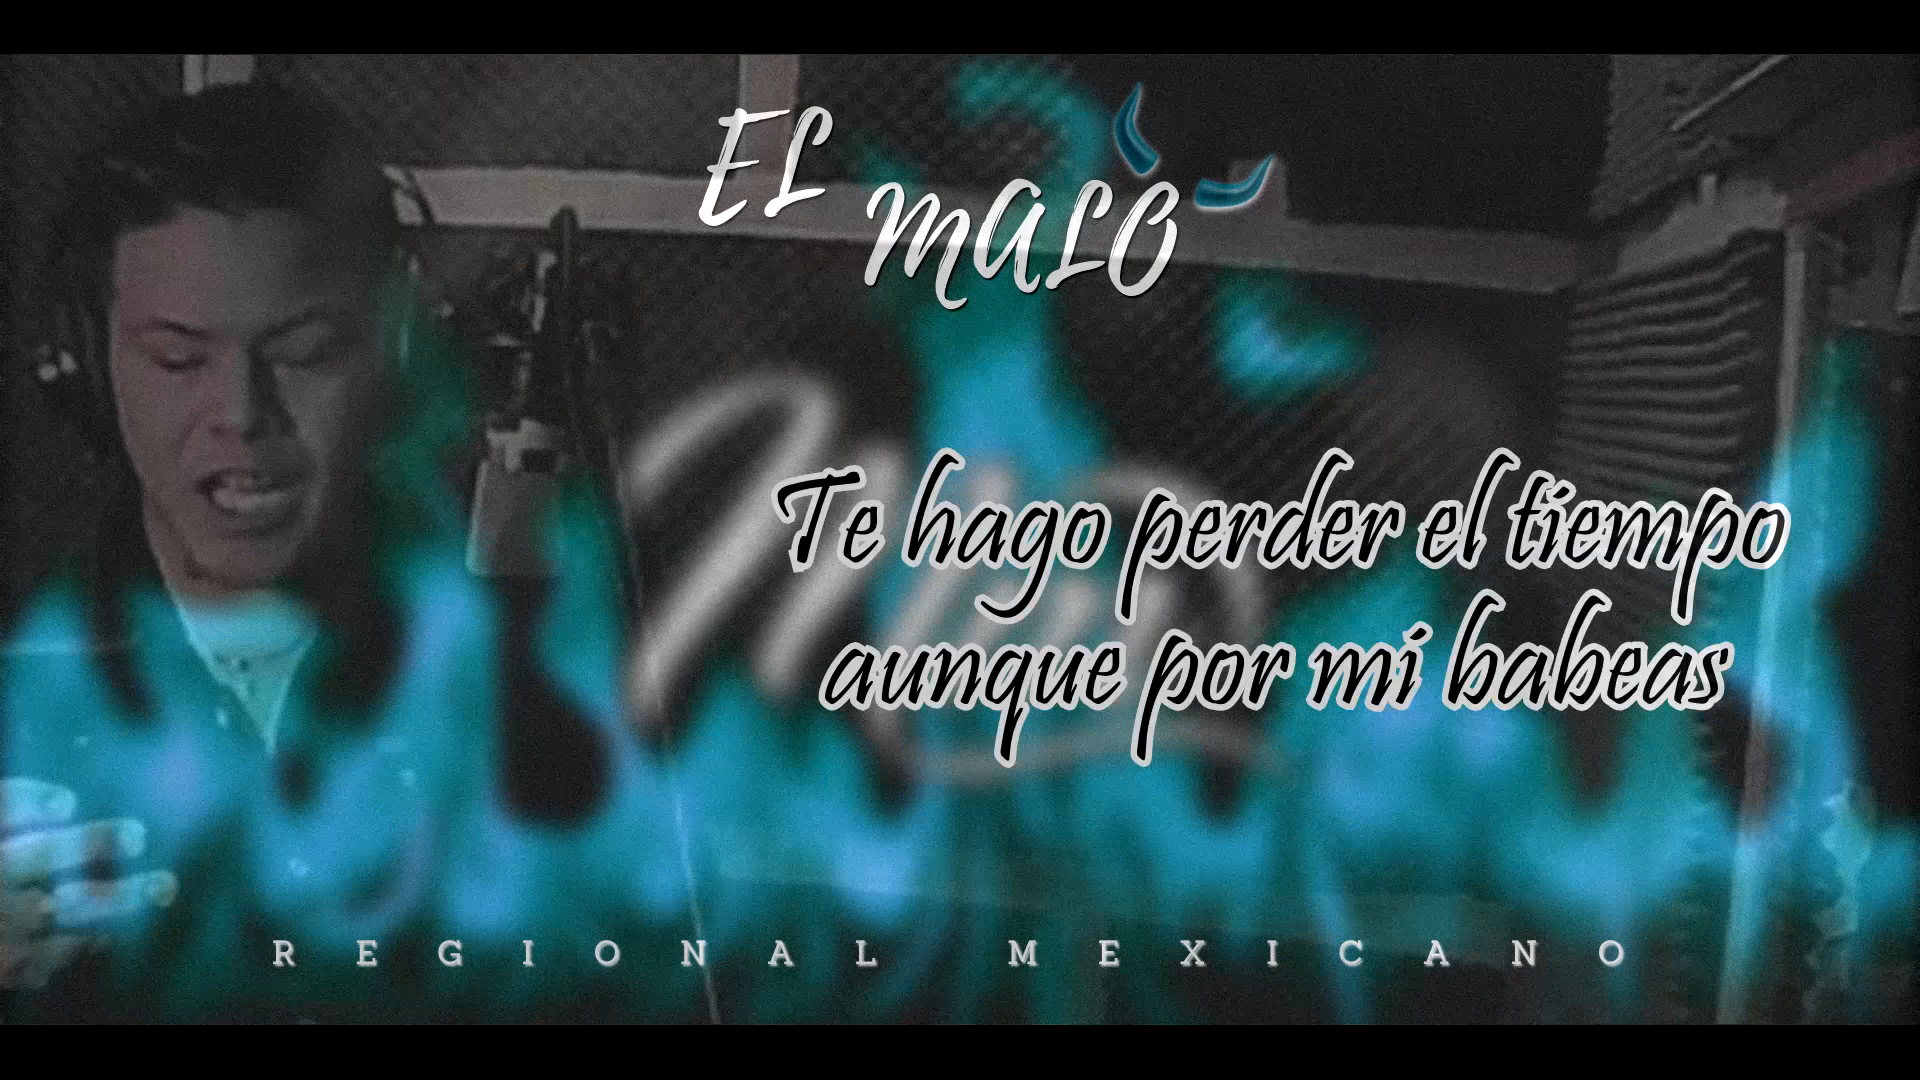 EL
MALO
Te hago perder el tiempo
aunque por mi babeas
REGIONAL MEXICANO